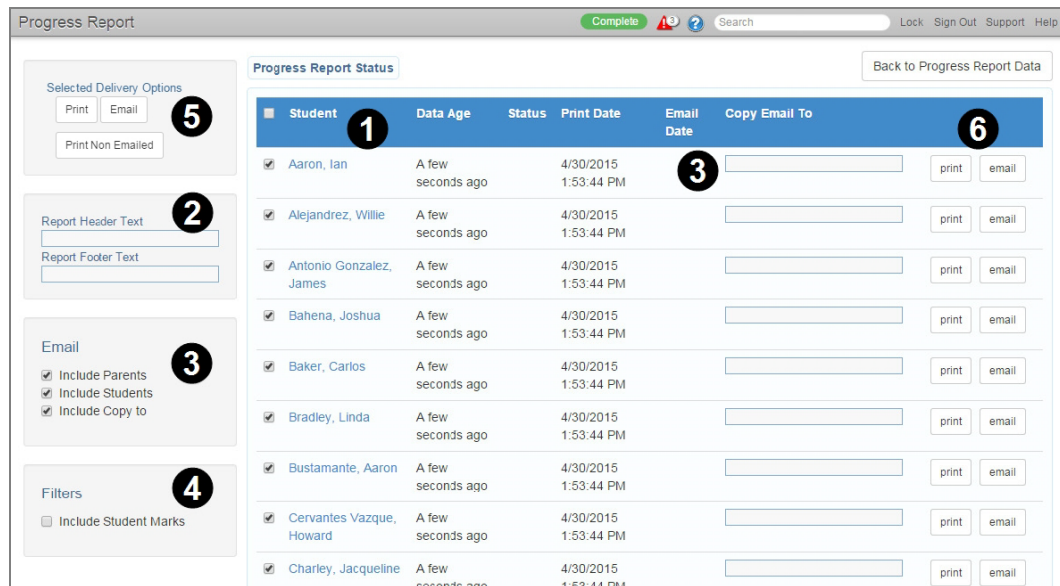 Progress Report
Complete
3
?
Search
Lock Sign Out Support Help
Selected Delivery Options
Print Email
Print Non Emailed
5
Report Header Text
2
Report Footer Text
Email
3
Include Parents
Include Students
Include Copy to
Filters
4
Include Student Marks
Progress Report Status
Back to Progress Report Data
Student Data Age Status Print Date Email Date Copy Email To
1
6
3
Aaron, Ian A few seconds ago 4/30/2015 1:53:44 PM print email
Alejandrez, Willie A few seconds ago 4/30/2015 1:53:44 PM print email
Antonio Gonzalez, James A few seconds ago 4/30/2015 1:53:44 PM print email
Bahena, Joshua A few seconds ago 4/30/2015 1:53:44 PM print email
Baker, Carlos A few seconds ago 4/30/2015 1:53:44 PM print email
Bradley, Linda A few seconds ago 4/30/2015 1:53:44 PM print email
Bustamante, Aaron A few seconds ago 4/30/2015 1:53:44 PM print email
Cervantes Vazque, Howard A few seconds ago 4/30/2015 1:53:44 PM print email
Charley, Jacqueline A few seconds ago 4/30/2015 1:53:44 PM print email